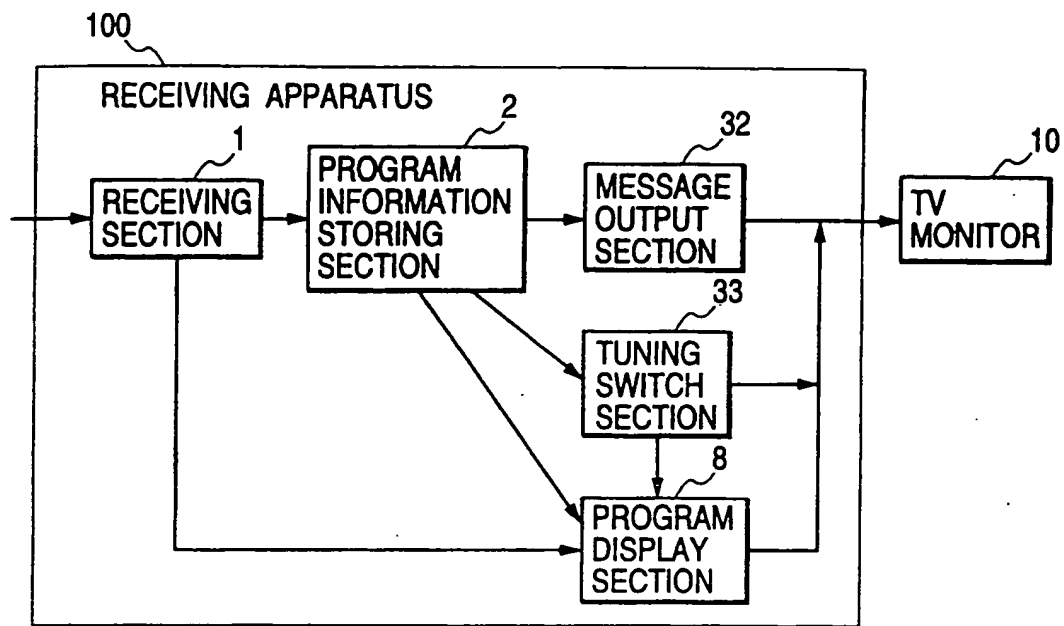 100
RECEIVING APPARATUS
1
RECEIVING
SECTION
2
PROGRAM
INFORMATION
STORING
SECTION
32
MESSAGE
OUTPUT
SECTION
10
TV
MONITOR
33
TUNING
SWITCH
SECTION
8
PROGRAM
DISPLAY
SECTION